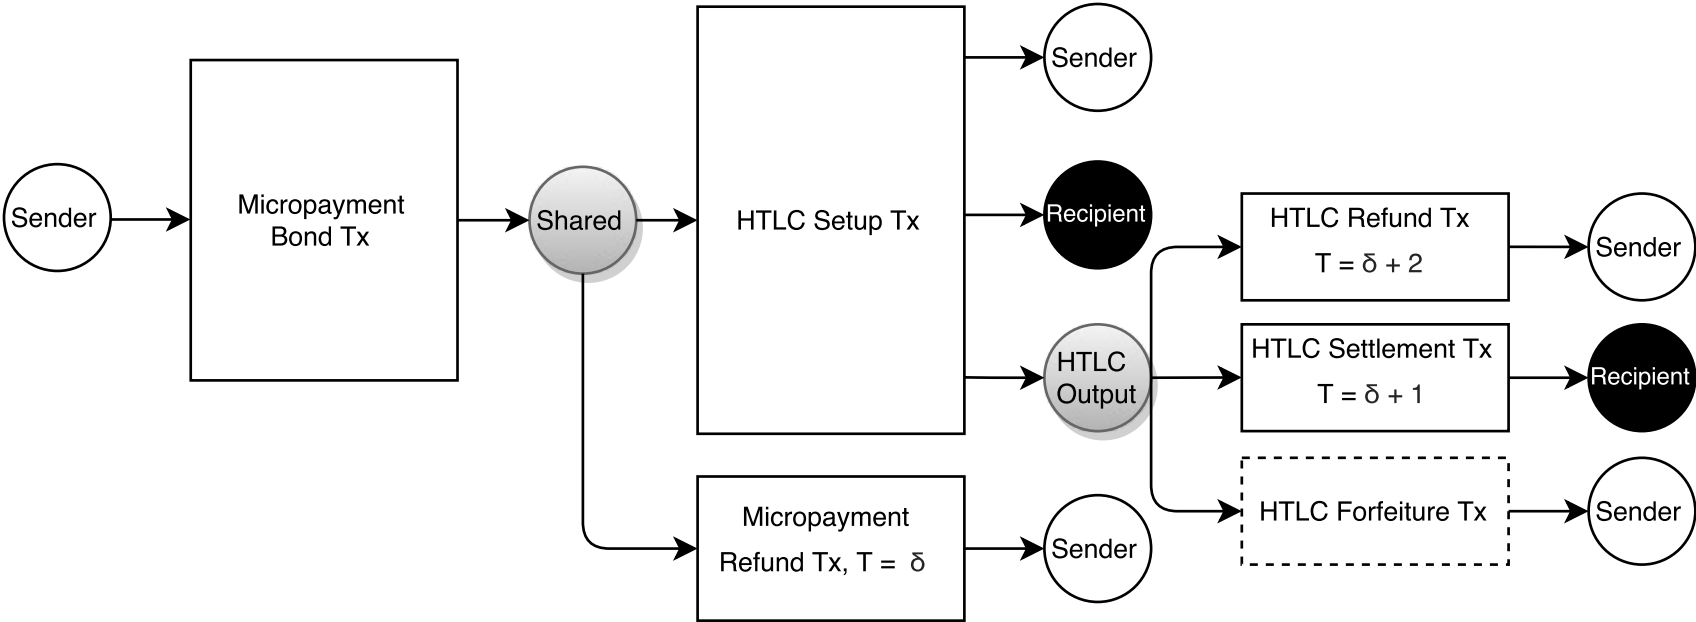 Sender
Micropayment
Bond Tx
Shared
HTLC Setup Tx
Sender
Recipient
HTLC
Output
HTLC Refund Tx
T = δ + 2
Sender
HTLC Settlement Tx
T = δ + 1
Recipient
HTLC Forfeiture Tx
Sender
Micropayment
Refund Tx, T = δ
Sender